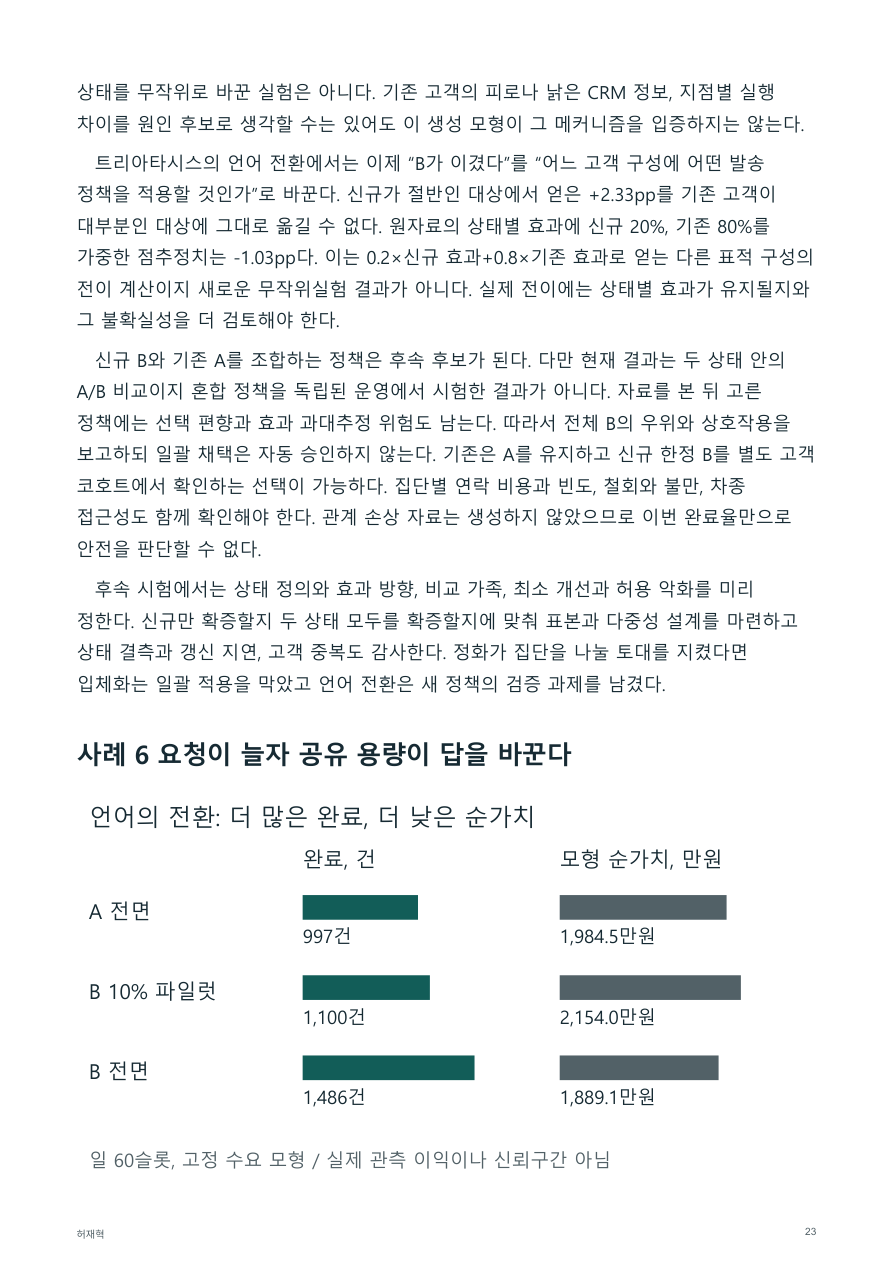 상태를 무작위로 바꾼 실험은 아니다. 기존 고객의 피로나 낡은 CRM 정보, 지점별 실행
차이를 원인 후보로 생각할 수는 있어도 이 생성 모형이 그 메커니즘을 입증하지는 않는다.
트리아타시스의 언어 전환에서는 이제 “B가 이겼다”를 “어느 고객 구성에 어떤 발송
정책을 적용할 것인가”로 바꾼다. 신규가 절반인 대상에서 얻은 +2.33pp를 기존 고객이
대부분인 대상에 그대로 옮길 수 없다. 원자료의 상태별 효과에 신규 20%, 기존 80%를
가중한 점추정치는 -1.03pp다. 이는 0.2×신규 효과+0.8×기존 효과로 얻는 다른 표적 구성의
전이 계산이지 새로운 무작위실험 결과가 아니다. 실제 전이에는 상태별 효과가 유지될지와
그 불확실성을 더 검토해야 한다.
신규 B와 기존 A를 조합하는 정책은 후속 후보가 된다. 다만 현재 결과는 두 상태 안의
A/B 비교이지 혼합 정책을 독립된 운영에서 시험한 결과가 아니다. 자료를 본 뒤 고른
정책에는 선택 편향과 효과 과대추정 위험도 남는다. 따라서 전체 B의 우위와 상호작용을
보고하되 일괄 채택은 자동 승인하지 않는다. 기존은 A를 유지하고 신규 한정 B를 별도 고객
코호트에서 확인하는 선택이 가능하다. 집단별 연락 비용과 빈도, 철회와 불만, 차종
접근성도 함께 확인해야 한다. 관계 손상 자료는 생성하지 않았으므로 이번 완료율만으로
안전을 판단할 수 없다.
후속 시험에서는 상태 정의와 효과 방향, 비교 가족, 최소 개선과 허용 악화를 미리
정한다. 신규만 확증할지 두 상태 모두를 확증할지에 맞춰 표본과 다중성 설계를 마련하고
상태 결측과 갱신 지연, 고객 중복도 감사한다. 정화가 집단을 나눌 토대를 지켰다면
입체화는 일괄 적용을 막았고 언어 전환은 새 정책의 검증 과제를 남겼다.
사례 6 요청이 늘자 공유 용량이 답을 바꾼다
언어의 전환: 더 많은 완료, 더 낮은 순가치
완료, 건
모형 순가치, 만원
A 전면
997건
1,984.5만원
B 10% 파일럿
1,100건
2,154.0만원
B 전면
1,486건
1,889.1만원
일 60슬롯, 고정 수요 모형 / 실제 관측 이익이나 신뢰구간 아님
허재혁
23